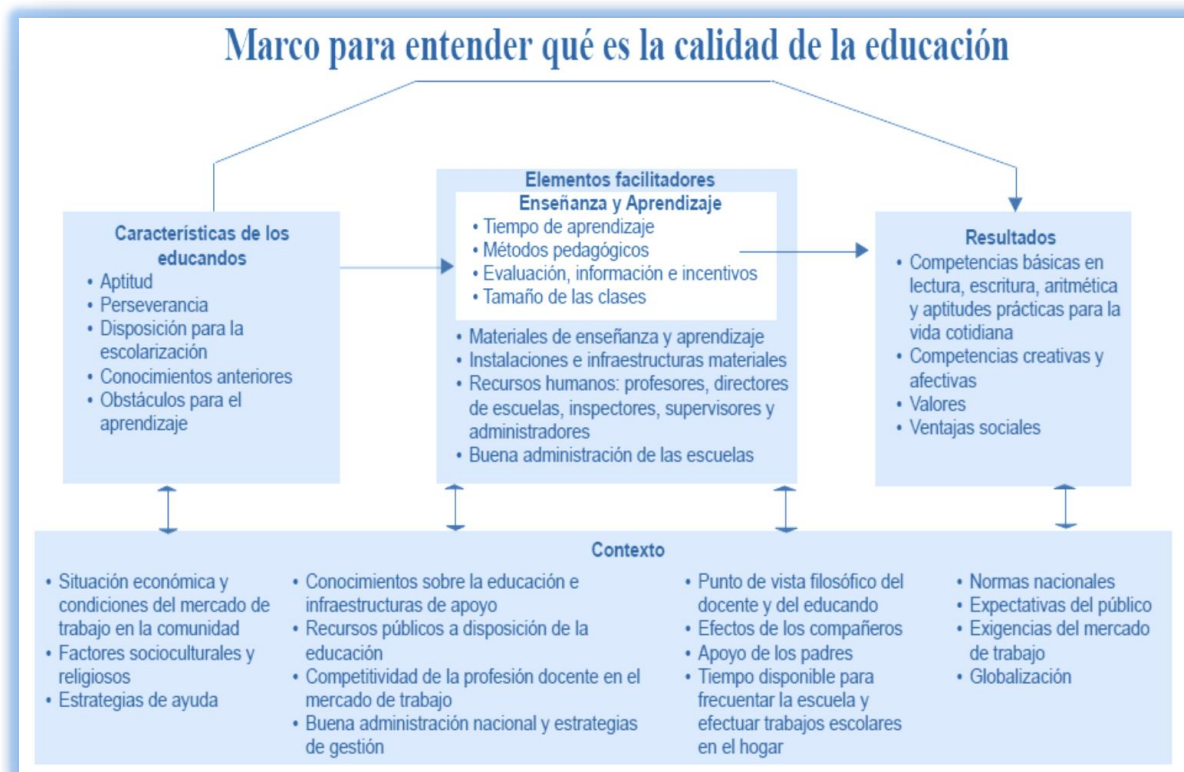 Marco para entender qué es la calidad de la educación
Características de los
educandos
• Aptitud
• Perseverancia
• Disposición para la
escolarización
• Conocimientos anteriores
• Obstáculos para el
aprendizaje
Elementos facilitadores
Enseñanza y Aprendizaje
• Tiempo de aprendizaje
• Métodos pedagógicos
• Evaluación, información e incentivos
• Tamaño de las clases
• Materiales de enseñanza y aprendizaje
• Instalaciones e infraestructuras materiales
• Recursos humanos: profesores, directores
de escuelas, inspectores, supervisores y
administradores
• Buena administración de las escuelas
Resultados
• Competencias básicas en
lectura, escritura, aritmética
y aptitudes prácticas para la
vida cotidiana
• Competencias creativas y
afectivas
• Valores
• Ventajas sociales
Contexto
• Situación económica y
condiciones del mercado de
trabajo en la comunidad
• Factores socioculturales y
religiosos
• Estrategias de ayuda
• Conocimientos sobre la educación e
infraestructuras de apoyo
• Recursos públicos a disposición de la
educación
• Competitividad de la profesión docente en el
mercado de trabajo
• Buena administración nacional y estrategias
de gestión
• Punto de vista filosófico del
docente y del educando
• Efectos de los compañeros
• Apoyo de los padres
• Tiempo disponible para
frecuentar la escuela y
efectuar trabajos escolares
en el hogar
• Normas nacionales
• Expectativas del público
• Exigencias del mercado
de trabajo
• Globalización